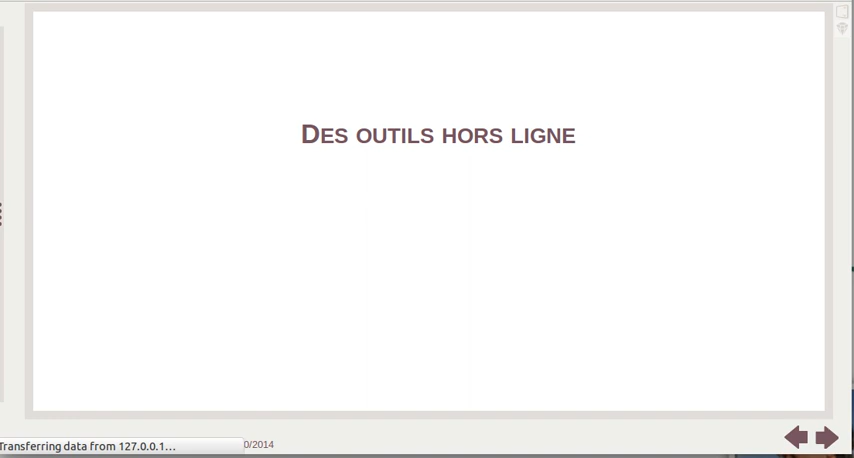 Des outils hors ligne
Transferring data from 127.0.0.1...
0/2014